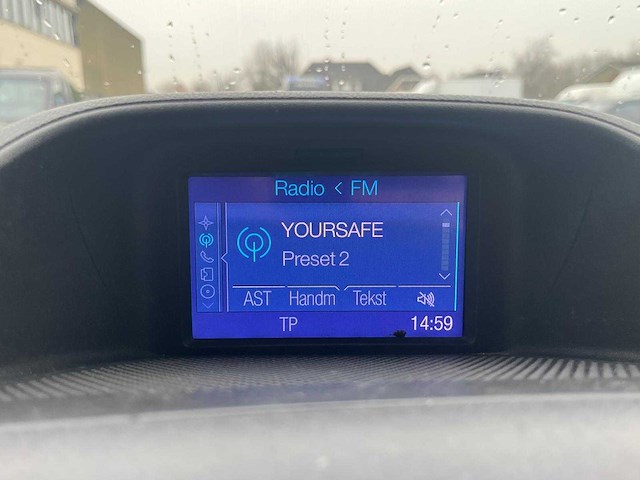 Radio < FM
YOURSAFE
Preset 2
AST Handm Tekst
TP 14:59